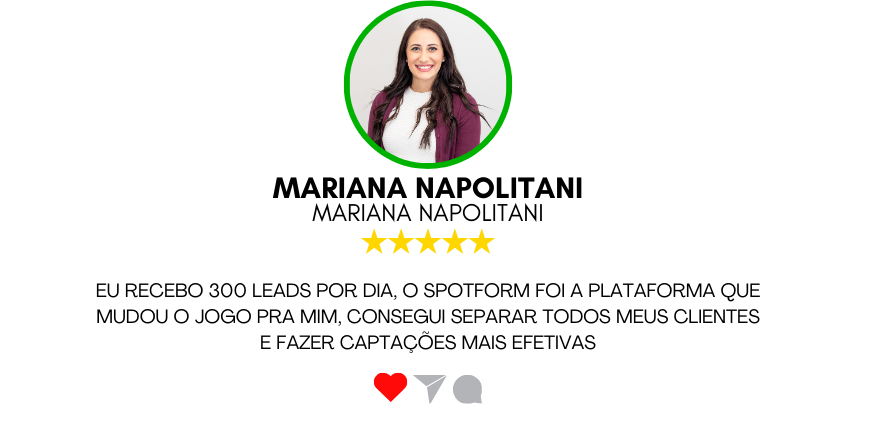 MARIANA NAPOLITANI
MARIANA NAPOLITANI
EU RECEBO 300 LEADS POR DIA, O SPOTFORM FOI A PLATAFORMA QUE
MUDOU O JOGO PRA MIM, CONSEGUI SEPARAR TODOS MEUS CLIENTES
E FAZER CAPTAÇÕES MAIS EFETIVAS